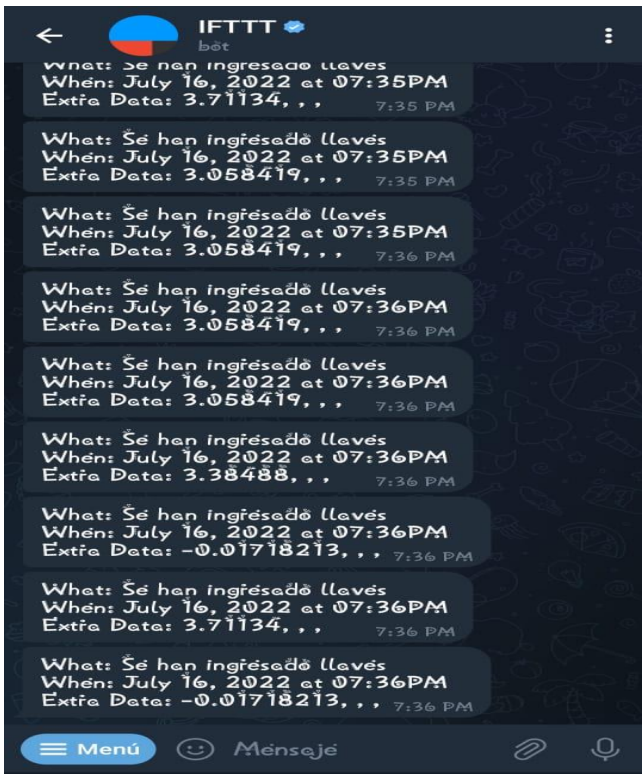 IFTTT
bot
What: Se han ingresado llaves
When: July 16, 2022 at 07:35PM
Extra Data: 3.71134, , ,
7:35 PM
What: Se han ingresado llaves
When: July 16, 2022 at 07:35PM
Extra Data: 3.058419, , ,
7:35 PM
What: Se han ingresado llaves
When: July 16, 2022 at 07:35PM
Extra Data: 3.058419, , ,
7:36 PM
What: Se han ingresado llaves
When: July 16, 2022 at 07:36PM
Extra Data: 3.058419, , ,
7:36 PM
What: Se han ingresado llaves
When: July 16, 2022 at 07:36PM
Extra Data: 3.058419, , ,
7:36 PM
What: Se han ingresado llaves
When: July 16, 2022 at 07:36PM
Extra Data: 3.38488, , ,
7:36 PM
What: Se han ingresado llaves
When: July 16, 2022 at 07:36PM
Extra Data: -0.01718213, , , 7:36 PM
What: Se han ingresado llaves
When: July 16, 2022 at 07:36PM
Extra Data: 3.71134, , ,
7:36 PM
What: Se han ingresado llaves
When: July 16, 2022 at 07:36PM
Extra Data: -0.01718213, , , 7:36 PM
Menú
Mensaje